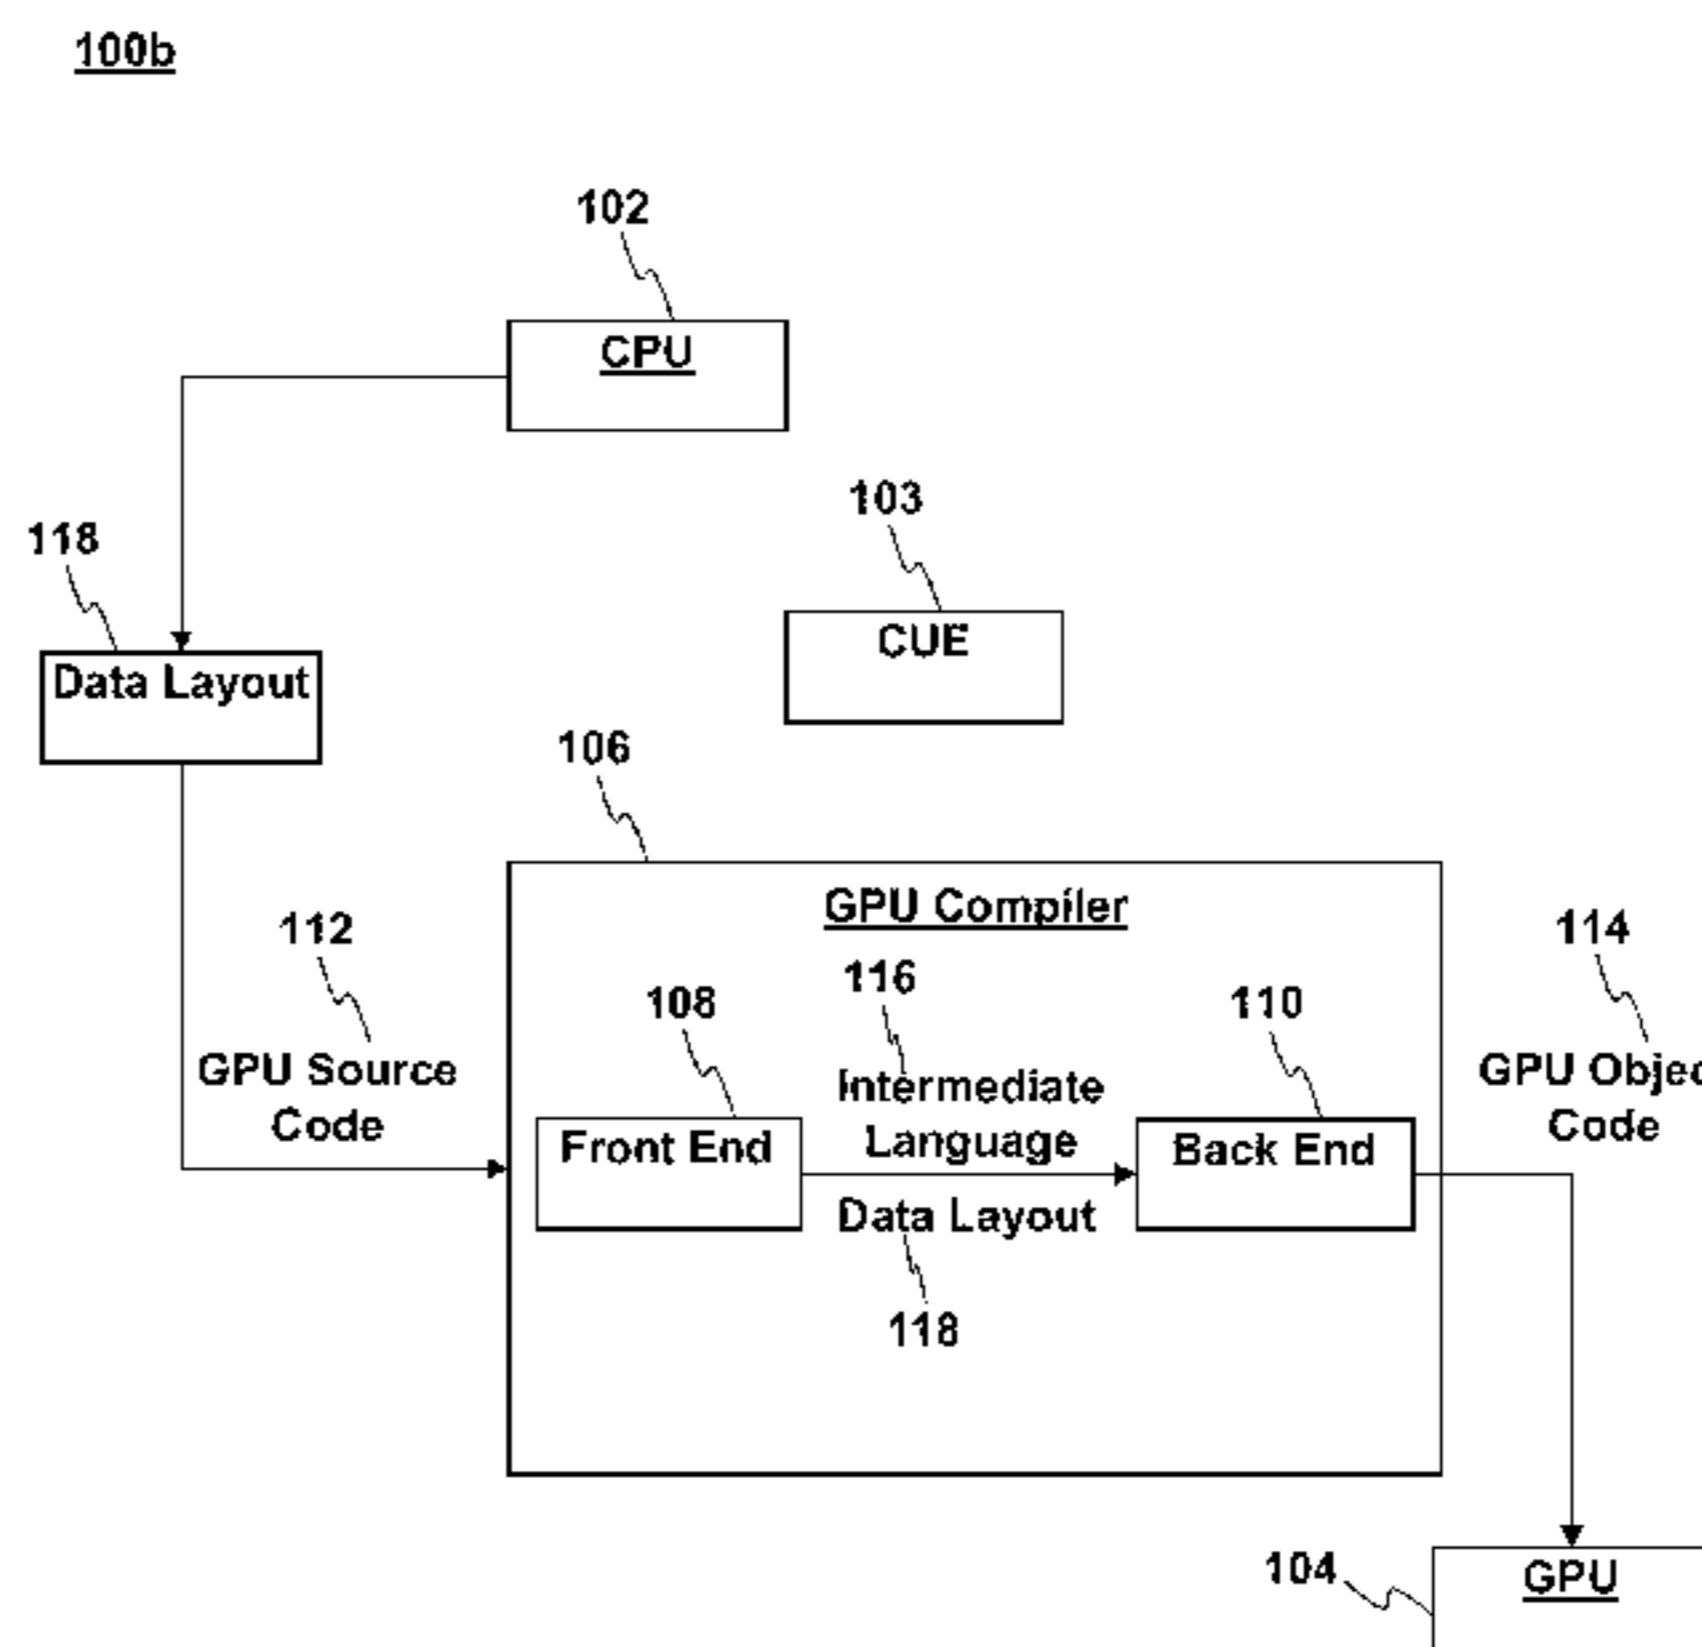 100b
102
CPU
103
118
CUE
Data Layout
106
GPU Compiler
112
114
116
108
110
GPU Source
Code
Intermediate
Language
GPU
Code
Front End
Back End
Data Layout
118
104
GPU